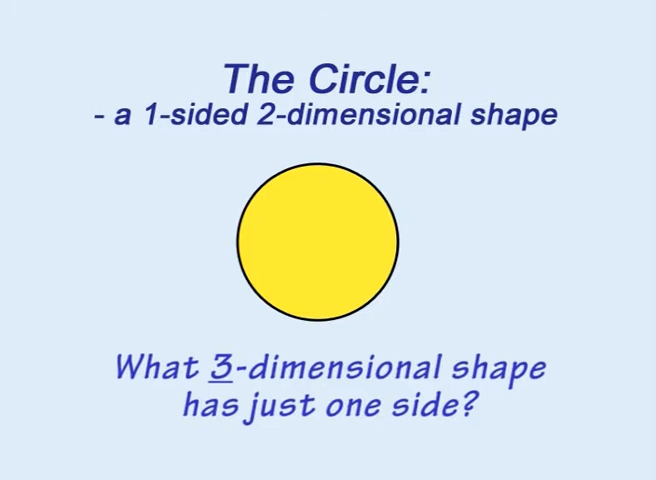 The Circle:
- a 1-sided 2-dimensional shape
What 3-dimensional shape
has just one side?